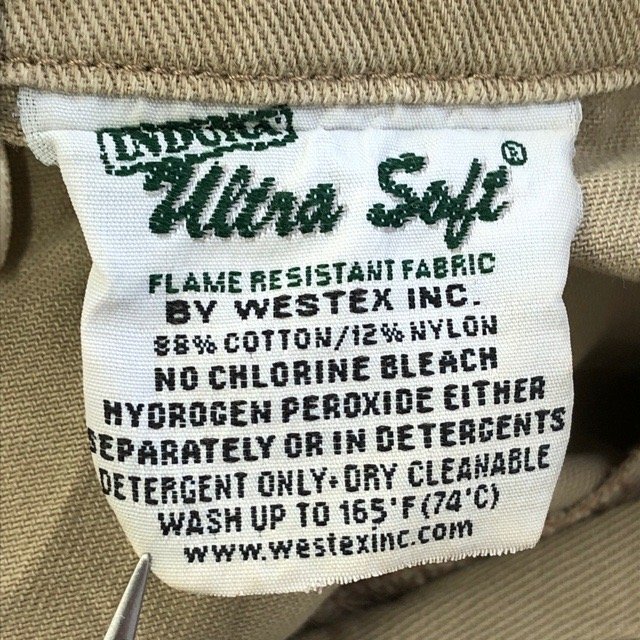 INDURA
Ultra Soft®
FLAME RESISTANT FABRIC
BY WESTEX INC.
88% COTTON/12% NYLON
NO CHLORINE BLEACH
HYDROGEN PEROXIDE EITHER
SEPARATELY OR IN DETERGENTS
DETERGENT ONLY•DRY CLEANABLE
WASH UP TO 165°F(74°C)
www.westexinc.com